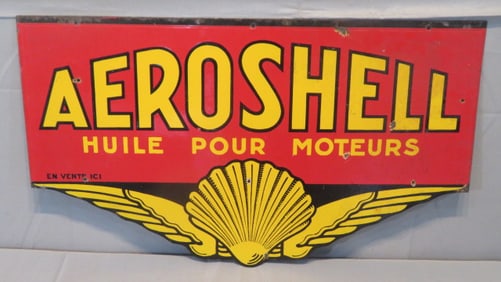 AEROSHELL
HUILE POUR MOTEURS
EN VENTE ICI